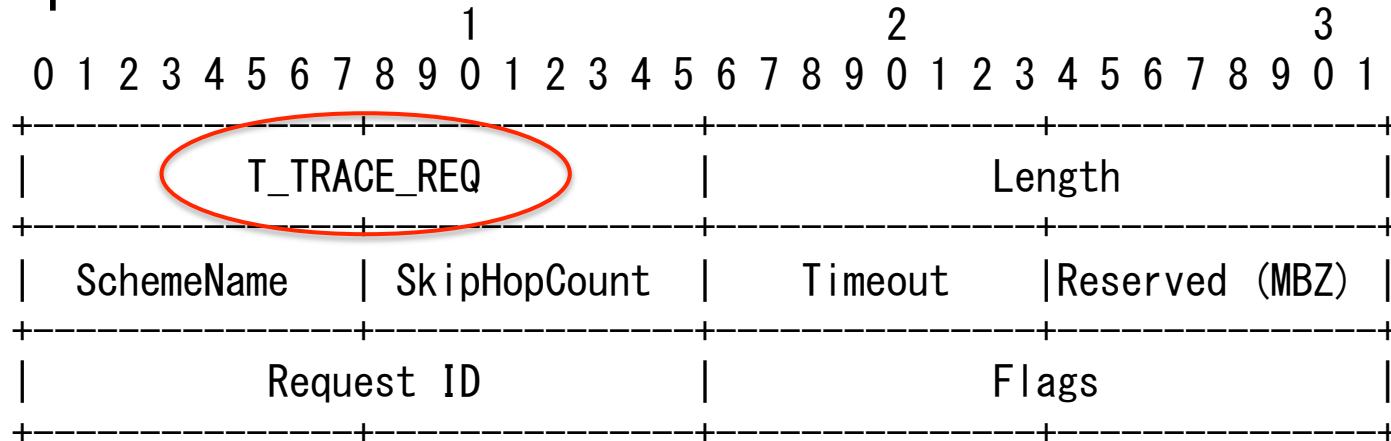 1 2 3
0 1 2 3 4 5 6 7 8 9 0 1 2 3 4 5 6 7 8 9 0 1 2 3 4 5 6 7 8 9 0 1
+---------------+---------------+---------------+---------------+
| T_TRACE_REQ | Length |
+---------------+---------------+---------------+---------------+
| SchemeName | SkipHopCount | Timeout |Reserved (MBZ) |
+---------------+---------------+---------------+---------------+
| Request ID | Flags |
+---------------+---------------+---------------+---------------+